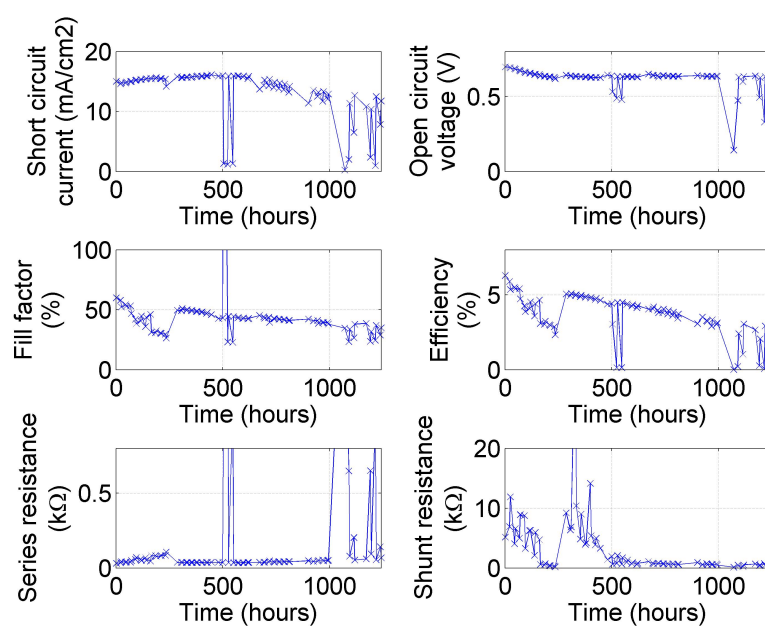 Short circuit
current (mA/cm2)
20
10
0
0 500 1000
Time (hours)
Open circuit
voltage (V)
0.5
0
0 500 1000
Time (hours)
Fill factor
(%)
100
50
0
0 500 1000
Time (hours)
Efficiency
(%)
5
0
0 500 1000
Time (hours)
Series resistance
(kΩ)
0.5
0
0 500 1000
Time (hours)
Shunt resistance
(kΩ)
20
10
0
0 500 1000
Time (hours)